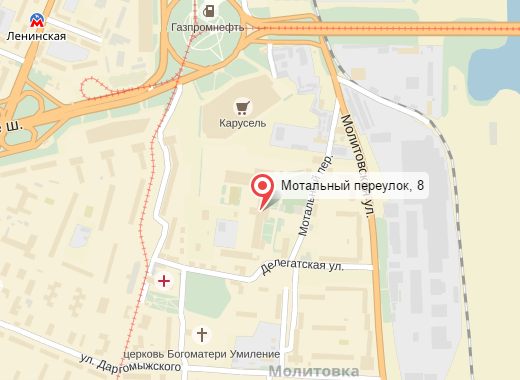 Газпромнефть
Ленинская
Карусель
е Ш.
Молитовская ул.
Мотальный пер.
Мотальный переулок, 8
Делегатская ул.
церковь Богоматери Умиление
ул. Даргомыжского
Молитовка